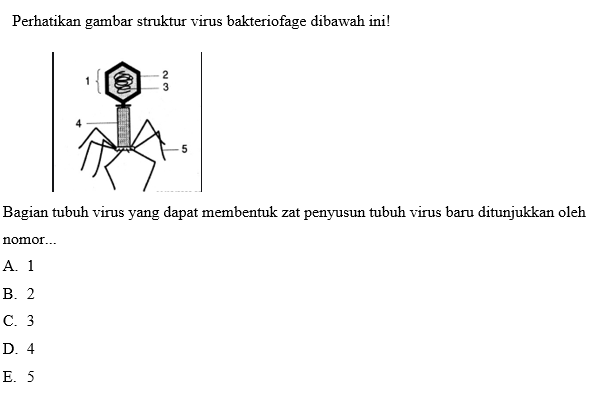 Perhatikan gambar struktur virus bakteriofage dibawah ini!
1
2
3
4
5
Bagian tubuh virus yang dapat membentuk zat penyusun tubuh virus baru ditunjukkan oleh
nomor...
A. 1
B. 2
C. 3
D. 4
E. 5